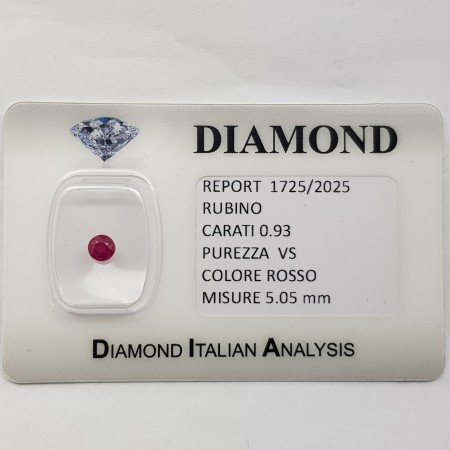 DIAMOND
REPORT 1725/2025
RUBINO
CARATI 0.93
PUREZZA VS
COLORE ROSSO
MISURE 5.05 mm
DIAMOND ITALIAN ANALYSIS